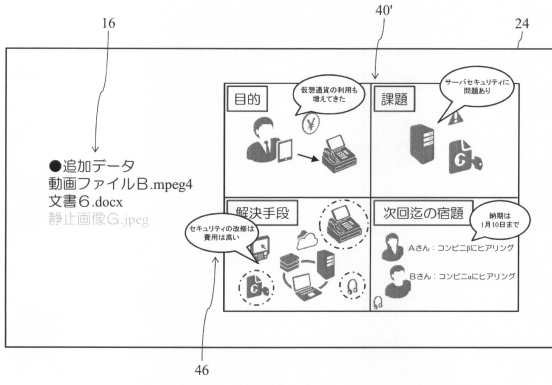 16
40'
24
●追加データ
動画ファイルB.mpeg4
文書6.docx
静止画像G.jpeg
目的
仮想通貨の利用も
増えてきた
¥
課題
サーバセキュリティに
問題あり
C
解決手段
セキュリティの改修は
費用は高い
C
次回迄の宿題
納期は
1月10日まで
Aさん：コンビニβにヒアリング
Bさん：コンビニαにヒアリング
46